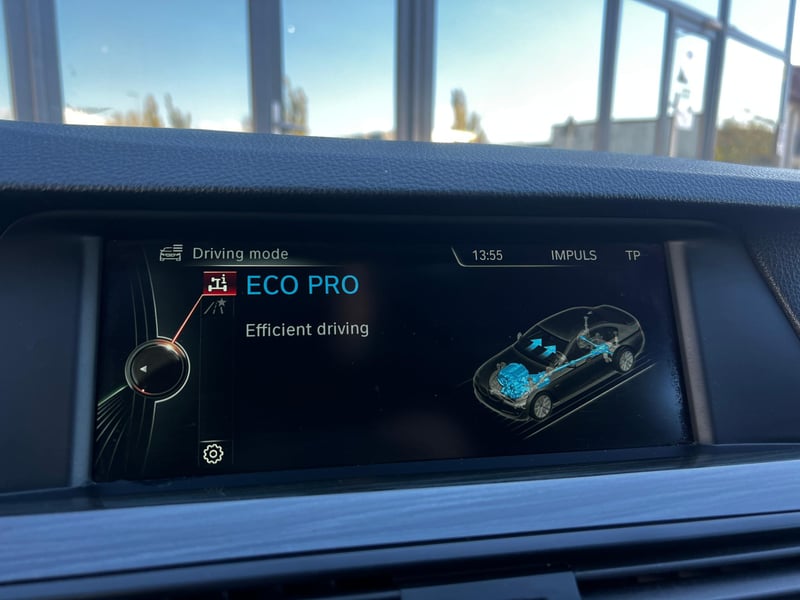 Driving mode
13:55 IMPULS TP
ECO PRO
Efficient driving